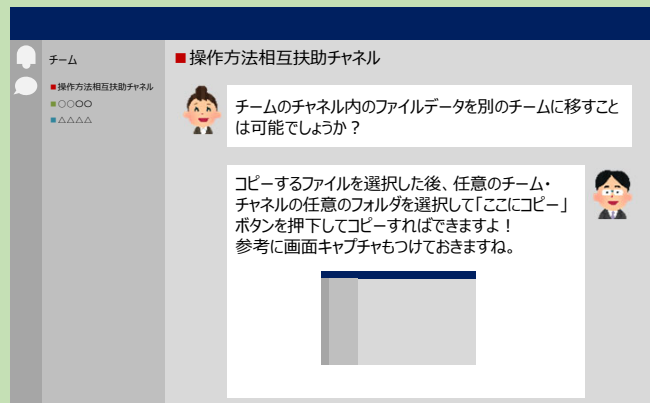 チーム
■操作方法相互扶助チャネル
■○○○○
■△△△△
■操作方法相互扶助チャネル
チームのチャネル内のファイルデータを別のチームに移すこと
は可能でしょうか？
コピーするファイルを選択した後、任意のチーム・
チャネルの任意のフォルダを選択して「ここにコピー」
ボタンを押下してコピーすればできますよ！
参考に画面キャプチャもつけておきますね。